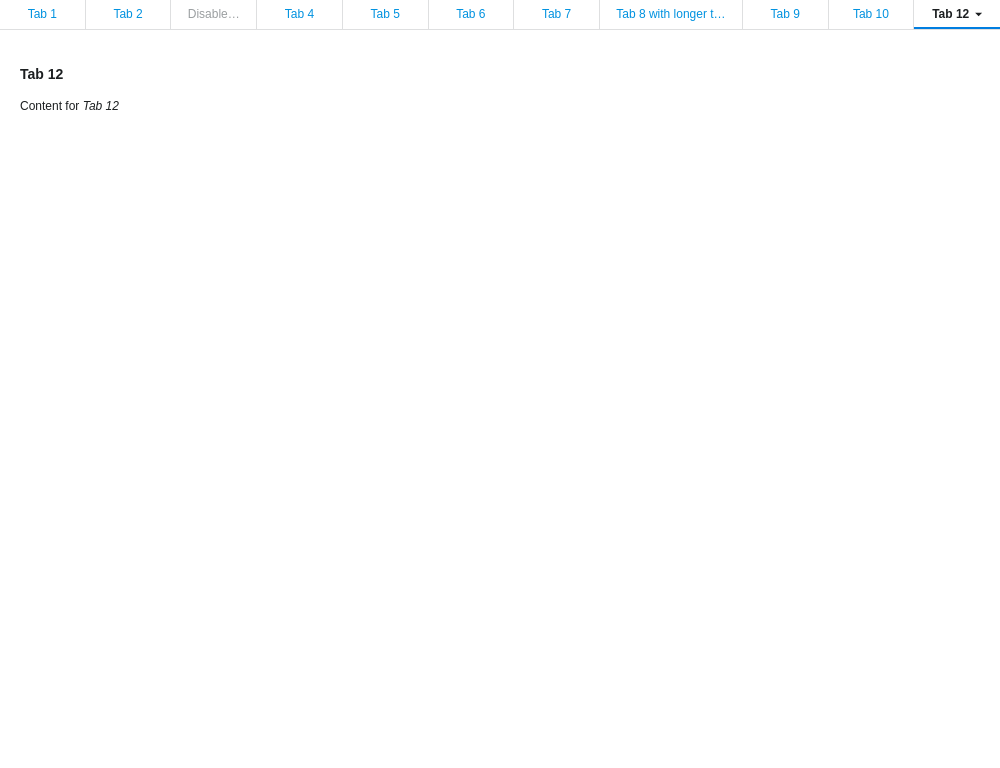 Tab 1 Tab 2 Disable… Tab 4 Tab 5 Tab 6 Tab 7 Tab 8 with longer t… Tab 9 Tab 10 Tab 12
Tab 12
Content for Tab 12